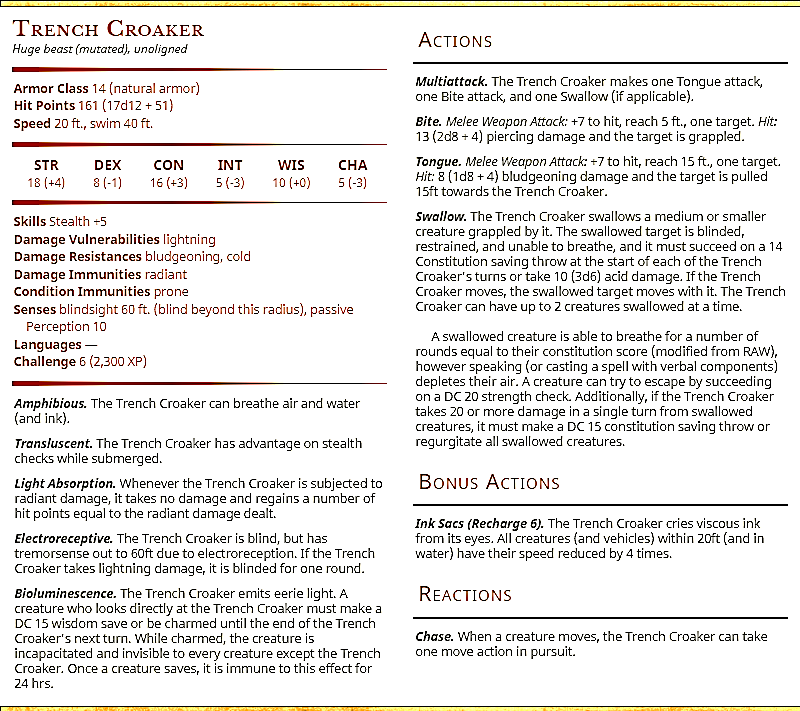 Trench Croaker
Huge beast (mutated), unaligned
Armor Class 14 (natural armor)
Hit Points 161 (17d12 + 51)
Speed 20 ft., swim 40 ft.
STR DEX CON INT WIS CHA
18 (+4) 8 (-1) 16 (+3) 5 (-3) 10 (+0) 5 (-3)
Skills Stealth +5
Damage Vulnerabilities lightning
Damage Resistances bludgeoning, cold
Damage Immunities radiant
Condition Immunities prone
Senses blindsight 60 ft. (blind beyond this radius), passive
Perception 10
Languages —
Challenge 6 (2,300 XP)
Amphibious. The Trench Croaker can breathe air and water
(and ink).
Transluscent. The Trench Croaker has advantage on stealth
checks while submerged.
Light Absorption. Whenever the Trench Croaker is subjected to
radiant damage, it takes no damage and regains a number of
hit points equal to the radiant damage dealt.
Electroreceptive. The Trench Croaker is blind, but has
tremorsense out to 60ft due to electroreception. If the Trench
Croaker takes lightning damage, it is blinded for one round.
Bioluminescence. The Trench Croaker emits eerie light. A
creature who looks directly at the Trench Croaker must make a
DC 15 wisdom save or be charmed until the end of the Trench
Croaker's next turn. While charmed, the creature is
incapacitated and invisible to every creature except the Trench
Croaker. Once a creature saves, it is immune to this effect for
24 hrs.
Actions
Multiattack. The Trench Croaker makes one Tongue attack,
one Bite attack, and one Swallow (if applicable).
Bite. Melee Weapon Attack: +7 to hit, reach 5 ft., one target. Hit:
13 (2d8 + 4) piercing damage and the target is grappled.
Tongue. Melee Weapon Attack: +7 to hit, reach 15 ft., one target.
Hit: 8 (1d8 + 4) bludgeoning damage and the target is pulled
15ft towards the Trench Croaker.
Swallow. The Trench Croaker swallows a medium or smaller
creature grappled by it. The swallowed target is blinded,
restrained, and unable to breathe, and it must succeed on a 14
Constitution saving throw at the start of each of the Trench
Croaker's turns or take 10 (3d6) acid damage. If the Trench
Croaker moves, the swallowed target moves with it. The Trench
Croaker can have up to 2 creatures swallowed at a time.
A swallowed creature is able to breathe for a number of
rounds equal to their constitution score (modified from RAW),
however speaking (or casting a spell with verbal components)
depletes their air. A creature can try to escape by succeeding
on a DC 20 strength check. Additionally, if the Trench Croaker
takes 20 or more damage in a single turn from swallowed
creatures, it must make a DC 15 constitution saving throw or
regurgitate all swallowed creatures.
Bonus Actions
Ink Sacs (Recharge 6). The Trench Croaker cries viscous ink
from its eyes. All creatures (and vehicles) within 20ft (and in
water) have their speed reduced by 4 times.
Reactions
Chase. When a creature moves, the Trench Croaker can take
one move action in pursuit.